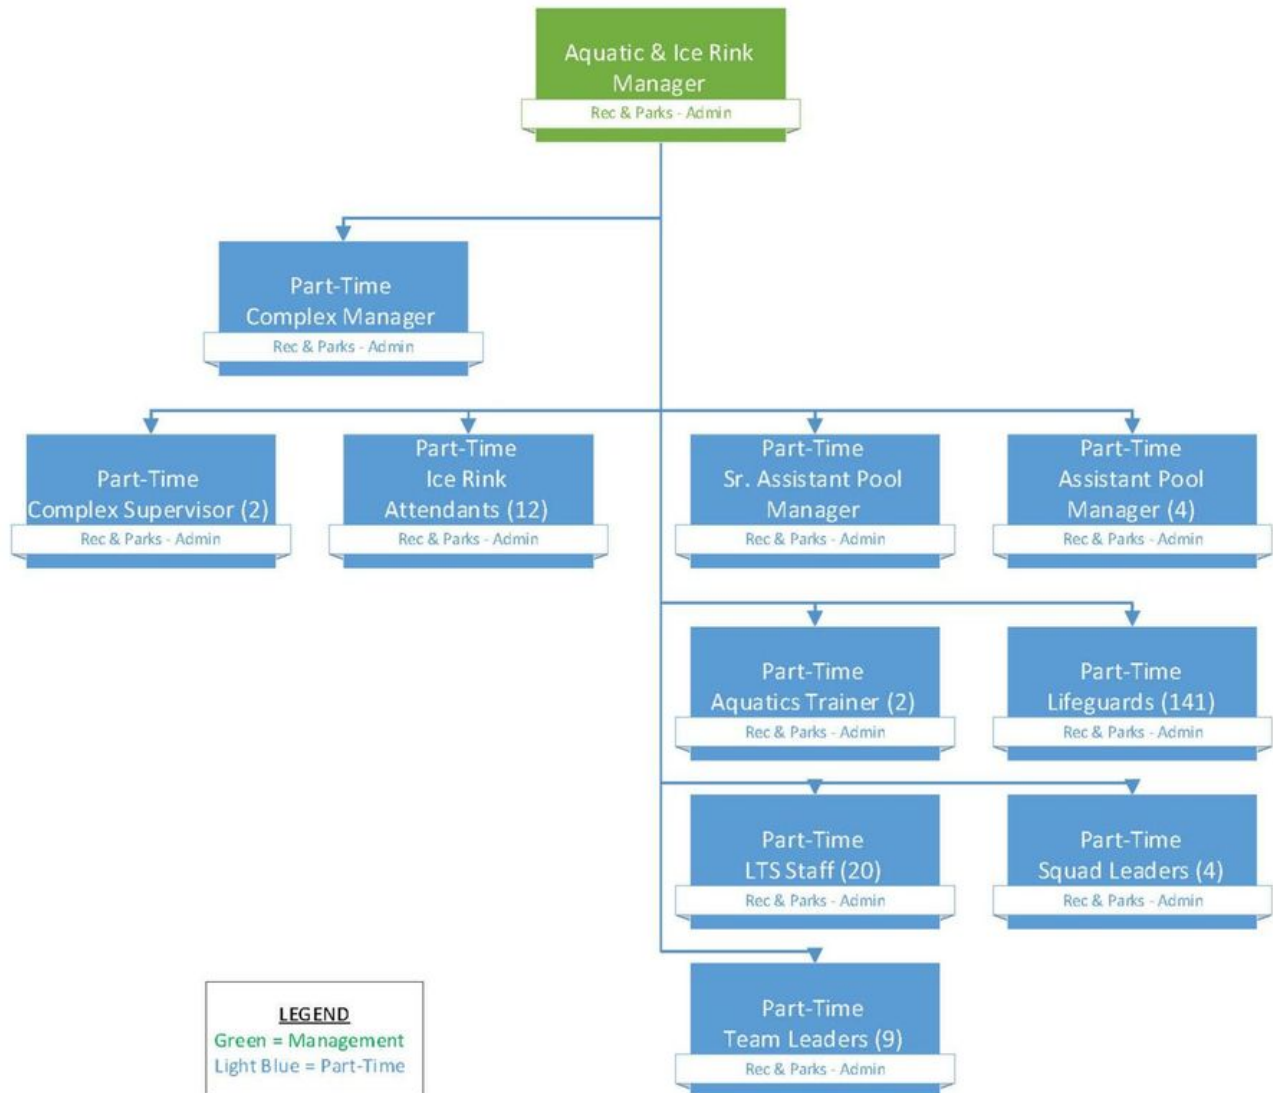 Aquatic & Ice Rink
Manager
Rec & Parks - Admin
Part-Time
Complex Manager
Rec & Parks - Admin
Part-Time
Complex Supervisor (2)
Rec & Parks - Admin
Part-Time
Ice Rink
Attendants (12)
Rec & Parks - Admin
Part-Time
Sr. Assistant Pool
Manager
Rec & Parks - Admin
Part-Time
Assistant Pool
Manager (4)
Rec & Parks - Admin
Part-Time
Aquatics Trainer (2)
Rec & Parks - Admin
Part-Time
Lifeguards (141)
Rec & Parks - Admin
Part-Time
LTS Staff (20)
Rec & Parks - Admin
Part-Time
Squad Leaders (4)
Rec & Parks - Admin
Part-Time
Team Leaders (9)
Rec & Parks - Admin
LEGEND
Green = Management
Light Blue = Part-Time